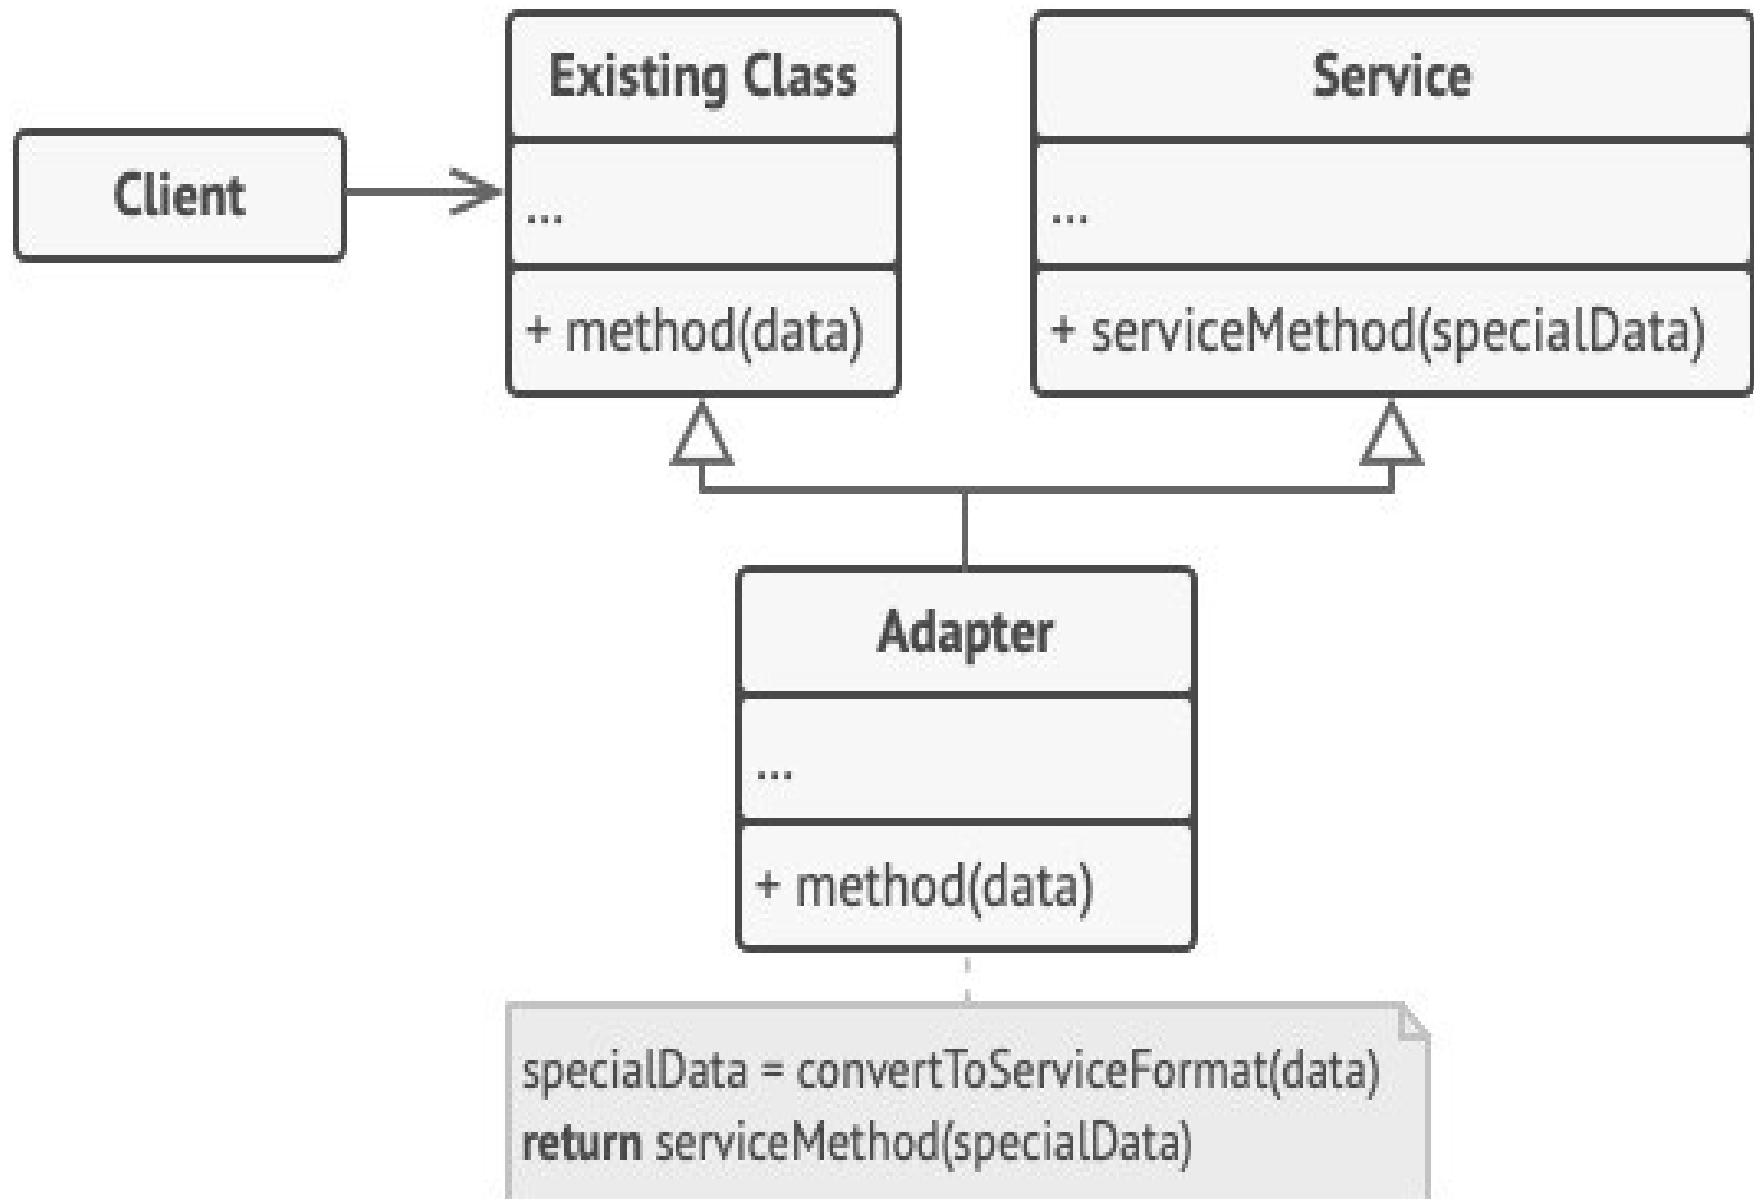 Client
Existing Class
...
+ method(data)
Service
...
+ serviceMethod(specialData)
Adapter
...
+ method(data)
specialData = convertToServiceFormat(data)
return serviceMethod(specialData)